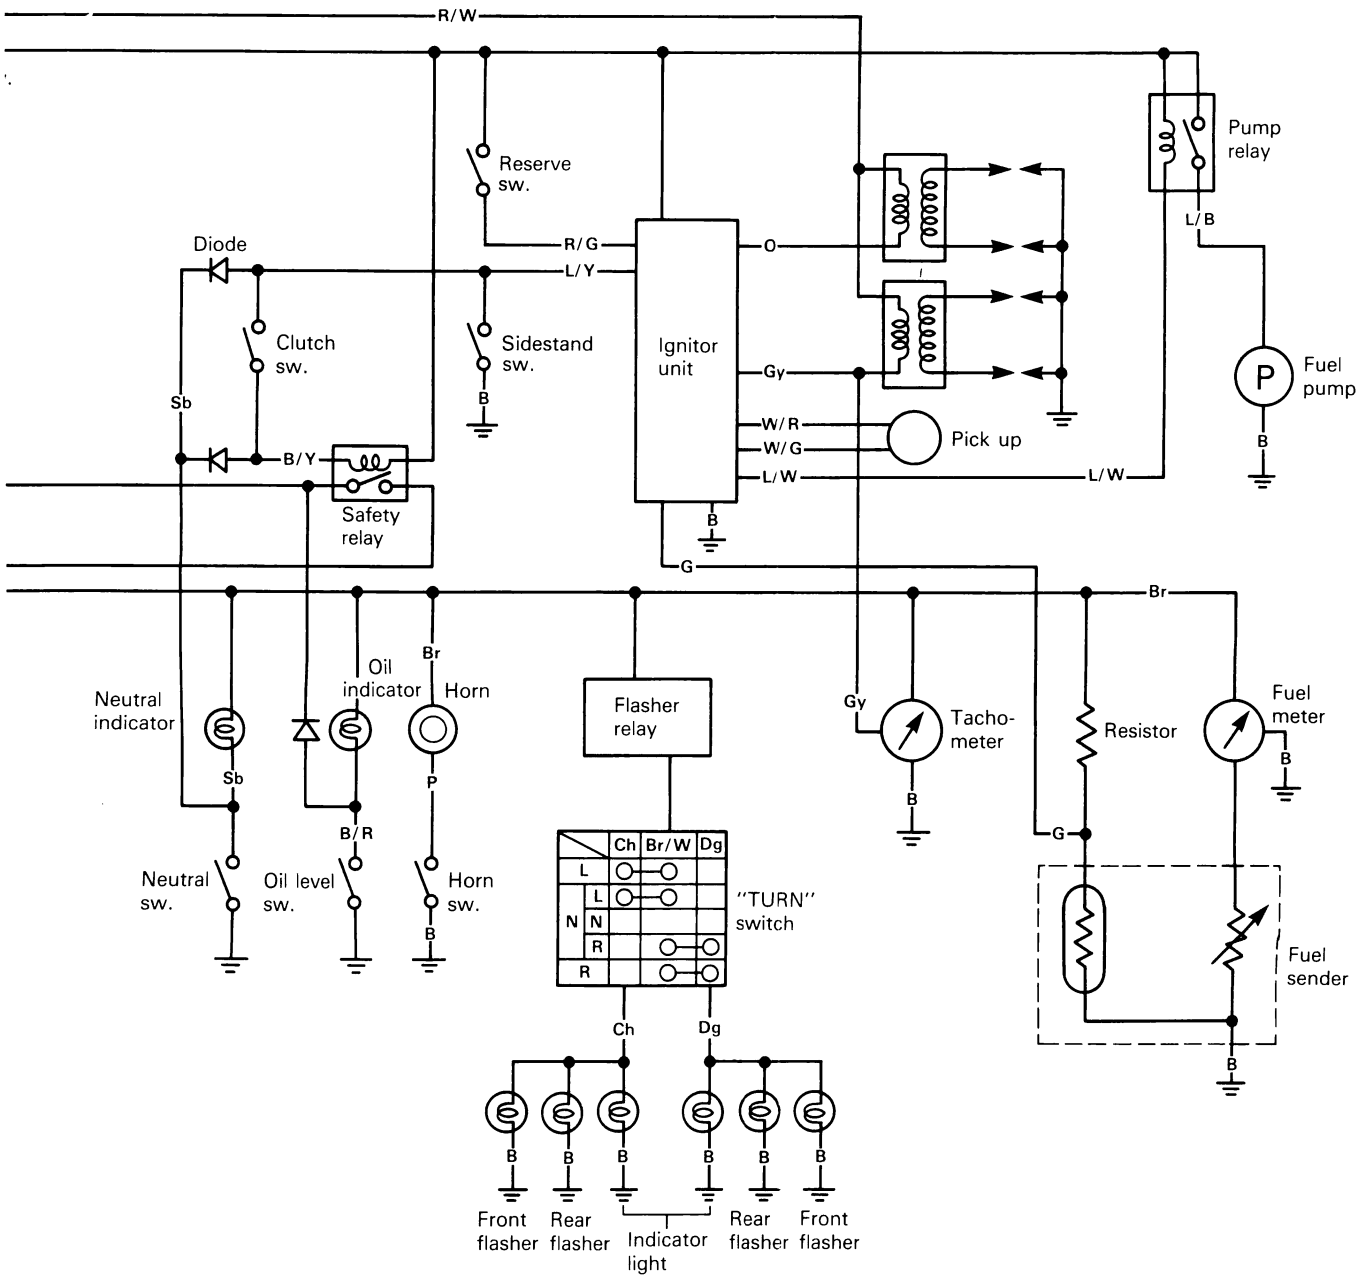 R/W
Pump
relay
Reserve
sw.
L/B
Diode
R/G
O
L/Y
Clutch
sw.
Sidestand
sw.
Ignitor
unit
Gy
P
Fuel
pump
Sb
B
W/R
Pick up
W/G
B
B/Y
L/W
L/W
Safety
relay
B
G
Br
Br
Oil
indicator
Horn
Neutral
indicator
Flasher
relay
Gy
Tacho-
meter
Resistor
Fuel
meter
B
Sb
P
B
B/R
G
Ch
Br/W
Dg
L
Neutral
sw.
Oil level
sw.
Horn
sw.
L
"TURN"
switch
N
N
B
R
R
Fuel
sender
Ch
Dg
B
B
B
B
B
B
B
Front
flasher
Rear
flasher
Indicator
light
Rear
flasher
Front
flasher